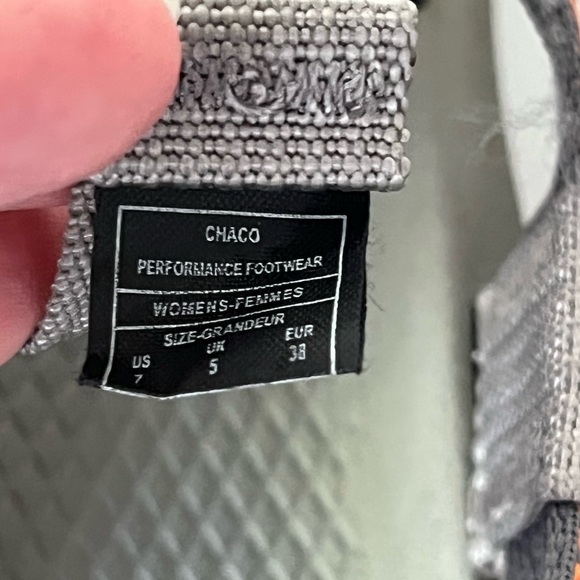 CHACO
PERFORMANCE FOOTWEAR
WOMENS-FEMMES
SIZE-GRANDEUR
US UK EUR
7 5 38